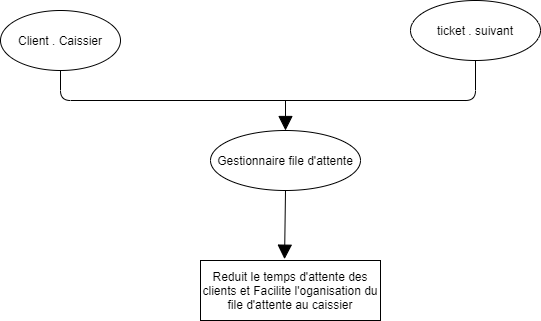 Client . Caissier
ticket . suivant
Gestionnaire file d'attente
Reduit le temps d'attente des
clients et Facilite l'oganisation du
file d'attente au caissier